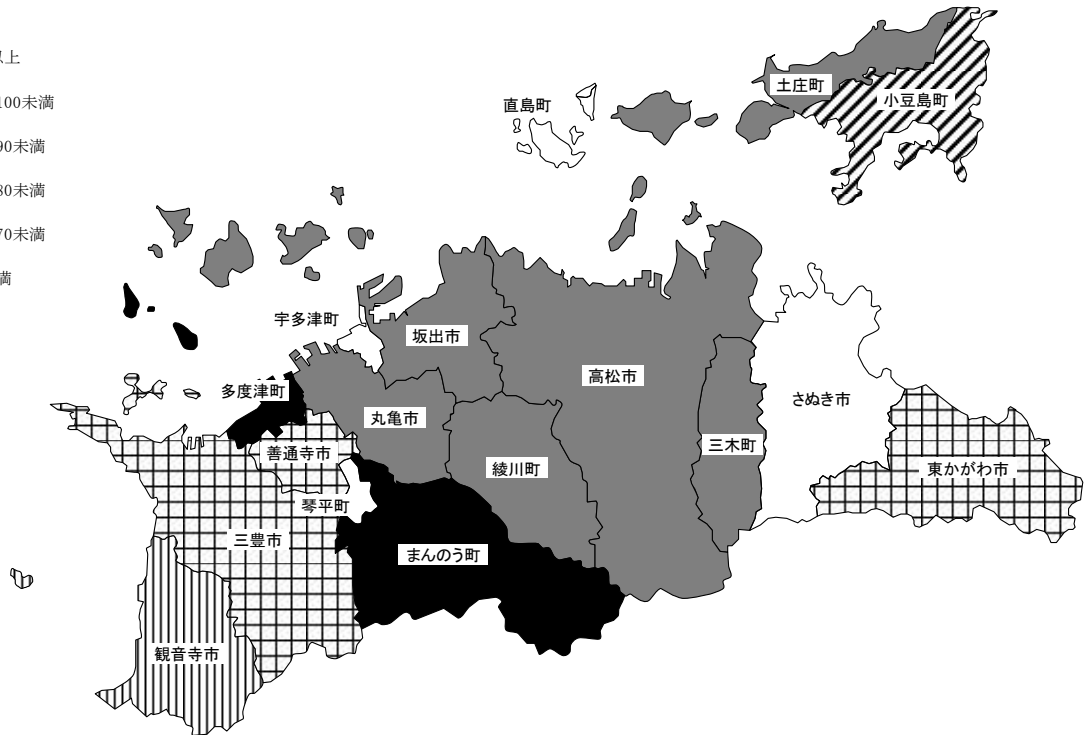 以上
100未満
90未満
80未満
70未満
満
直島町
土庄町
小豆島町
宇多津町
坂出市
高松市
多度津町
丸亀市
さぬき市
善通寺市
三木町
綾川町
東かがわ市
琴平町
三豊市
まんのう町
観音寺市